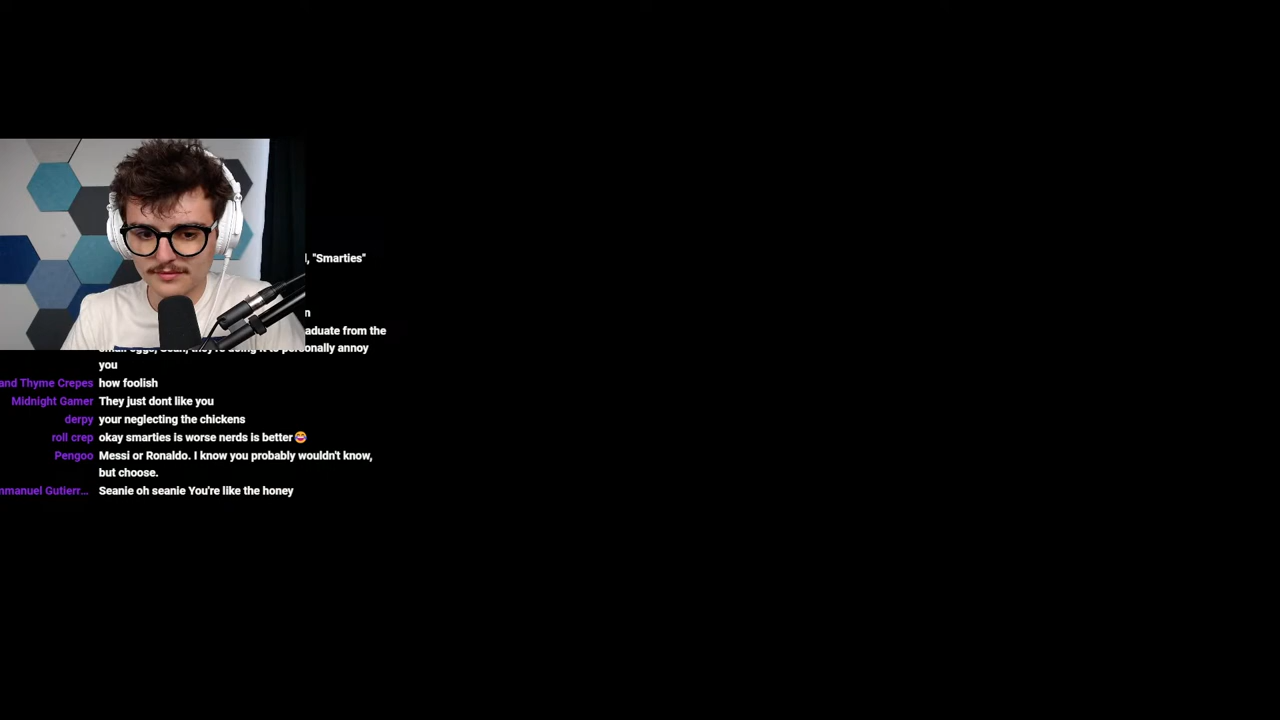 , "Smarties"
n
aduate from the
you
and Thyme Crepes how foolish
Midnight Gamer They just dont like you
derpy your neglecting the chickens
roll crep okay smarties is worse nerds is better😂
Pengoo Messi or Ronaldo. I know you probably wouldn't know,
but choose.
mmanuel Gutierr... Seanie oh seanie You're like the honey